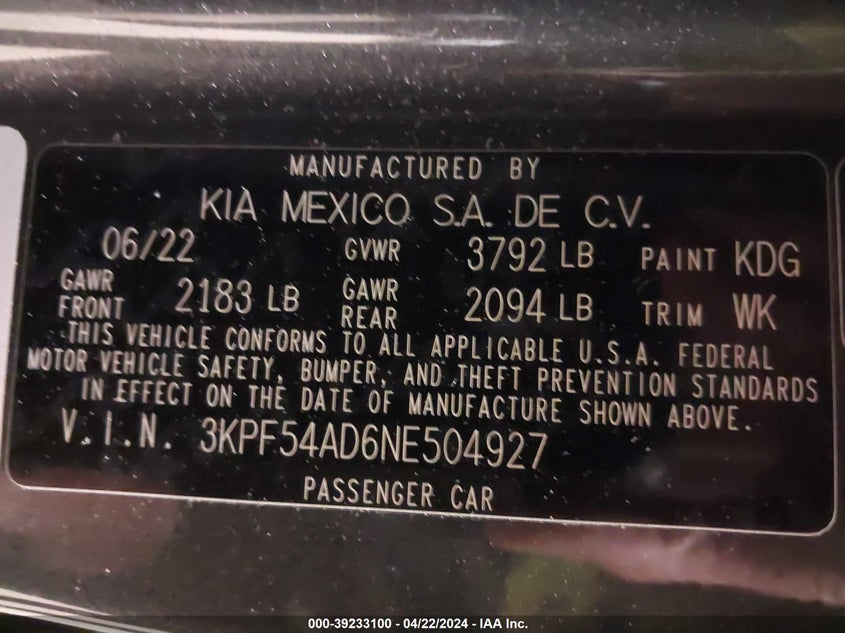 MANUFACTURED BY
KIA MEXICO S.A. DE C.V.
06/22 GVWR 3792 LB PAINT KDG
GAWR FRONT 2183 LB GAWR REAR 2094 LB TRIM WK
THIS VEHICLE CONFORMS TO ALL APPLICABLE U.S.A. FEDERAL
MOTOR VEHICLE SAFETY, BUMPER, AND THEFT PREVENTION STANDARDS
IN EFFECT ON THE DATE OF MANUFACTURE SHOWN ABOVE.
V.I.N. 3KPF54AD6NE504927
PASSENGER CAR
000-39233100 - 04/22/2024 - IAA Inc.